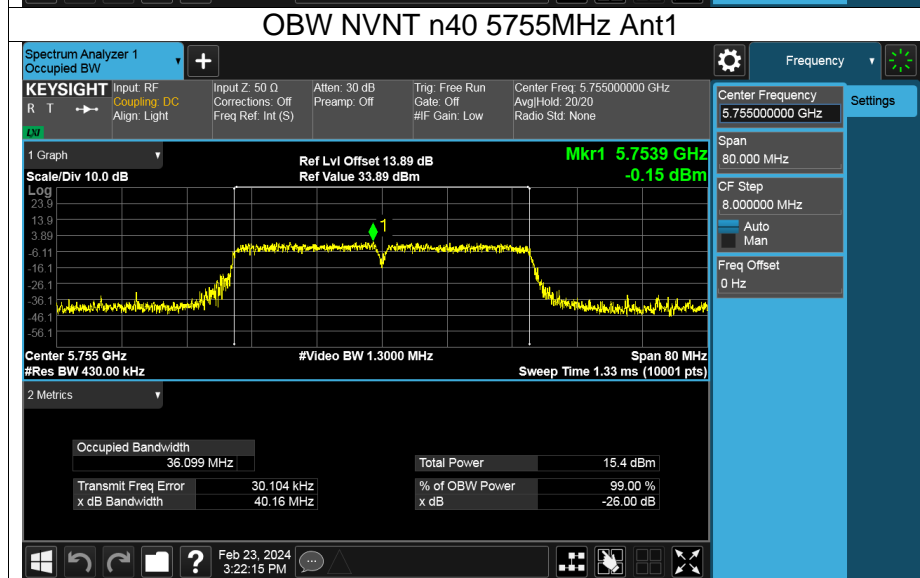 OBW NVNT n40 5755MHz Ant1
Spectrum Analyzer 1
Occupied BW
+
Frequency
KEYSIGHT
R T
LXI
Input: RF
Coupling: DC
Align: Light
Input Z: 50 Ω
Corrections: Off
Freq Ref: Int (S)
Atten: 30 dB
Preamp: Off
Trig: Free Run
Gate: Off
#IF Gain: Low
Center Freq: 5.755000000 GHz
Avg|Hold: 20/20
Radio Std: None
Center Frequency
5.755000000 GHz
Settings
Span
80.000 MHz
CF Step
8.000000 MHz
Auto
Man
Freq Offset
0 Hz
1 Graph
Scale/Div 10.0 dB
Ref Lvl Offset 13.89 dB
Ref Value 33.89 dBm
Mkr1 5.7539 GHz
-0.15 dBm
Log
23.9
13.9
3.89
-6.11
-16.1
-26.1
-36.1
-46.1
-56.1
1
Center 5.755 GHz
#Res BW 430.00 kHz
#Video BW 1.3000 MHz
Span 80 MHz
Sweep Time 1.33 ms (10001 pts)
2 Metrics
Occupied Bandwidth
36.099 MHz
Total Power 15.4 dBm
Transmit Freq Error 30.104 kHz
% of OBW Power 99.00 %
x dB Bandwidth 40.16 MHz
x dB -26.00 dB
?
Feb 23, 2024
3:22:15 PM